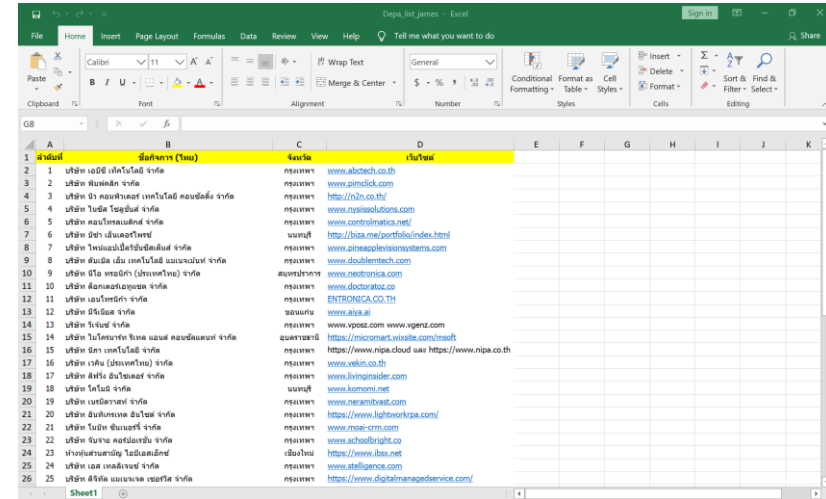 Depa_list_james - Excel
Sign in
File Home Insert Page Layout Formulas Data Review View Help Tell me what you want to do Share
Paste Calibri 11 A A Wrap Text General Conditional Formatting Format as Table Cell Styles Insert Σ Sort & Filter Find & Select
B I U A Merge & Center $ % , Delete
Format
Clipboard Font Alignment Number Styles Cells Editing
G8 fx
A B C D E F G H I J K
1 ลำดับที่ ชื่อกิจการ (ไทย) จังหวัด เว็บไซต์
2 1 บริษัท เอบีซี เท็คโนโลยี จำกัด กรุงเทพฯ www.abctech.co.th
3 2 บริษัท พิมพ์คลิก จำกัด กรุงเทพฯ www.pimclick.com
4 3 บริษัท นิว คอมพิวเตอร์ เทคโนโลยี คอนซัลติ้ง จำกัด กรุงเทพฯ http://n2n.co.th/
5 4 บริษัท ไนซิส โซลูชั่นส์ จำกัด กรุงเทพฯ www.nysiissolutions.com
6 5 บริษัท คอนโทรลเมติกส์ จำกัด กรุงเทพฯ www.controlmatics.net/
7 6 บริษัท บิซ่า เอ็นเตอร์ไพรซ์ นนทบุรี http://biza.me/portfolio/index.html
8 7 บริษัท ไพน์แอปเปิ้ลวิชั่นซิสเต็มส์ จำกัด กรุงเทพฯ www.pineapplevisionsystems.com
9 8 บริษัท ดับเบิล เอ็ม เทคโนโลยี แมเนจเม้นท์ จำกัด กรุงเทพฯ www.doublemtech.com
10 9 บริษัท นีโอ ทรอนิก้า (ประเทศไทย) จำกัด สมุทรปราการ www.neotronica.com
11 10 บริษัท ด็อกเตอร์เอทูแซด จำกัด กรุงเทพฯ www.doctoratoz.co
12 11 บริษัท เอนโทรนิก้า จำกัด กรุงเทพฯ ENTRONICA.CO.TH
13 12 บริษัท จำกัด ขอนแก่น www.aiya.ai
14 13 บริษัท วีเจ้นซ์ จำกัด กรุงเทพฯ www.vposz.com www.vgenz.com
15 14 บริษัท ไมโครมาร์ท รีเทล แอนด์ คอนซัลแตนท์ จำกัด อุบลราชธานี https://micromart.wixsite.com/msoft
16 15 บริษัท นิภา เทคโนโลยี จำกัด กรุงเทพฯ https://www.nipa.cloud และ https://www.nipa.co.th
17 16 บริษัท เวคิน (ประเทศไทย) จำกัด กรุงเทพฯ www.vekin.co.th
18 17 บริษัท ลิฟวิ่ง อินไซเดอร์ จำกัด กรุงเทพฯ www.livinginsider.com
19 18 บริษัท โคโมมิ จำกัด นนทบุรี www.komomi.net
20 19 บริษัท เนรมิตวาสท์ จำกัด กรุงเทพฯ www.neramitvast.com
21 20 บริษัท อินทิเกรเทค อินไซต์ จำกัด กรุงเทพฯ https://www.lightworkrpa.com/
22 21 บริษัท โมมัท ซินเนอร์จี้ จำกัด กรุงเทพฯ www.moai-crm.com
23 22 บริษัท จับจ่าย คอร์ปอเรชั่น จำกัด กรุงเทพฯ www.schoolbright.co
24 23 ห้างหุ้นส่วนสามัญ ไอบีเอสเอ็กซ์ เชียงใหม่ https://www.ibsx.net
25 24 บริษัท เอส เทลลิเจนซ์ จำกัด กรุงเทพฯ www.stelligence.com
26 25 บริษัท ดิจิทัล แมเนจเจด เซอร์วิส จำกัด กรุงเทพฯ https://www.digitalmanagedservice.com/
Sheet1